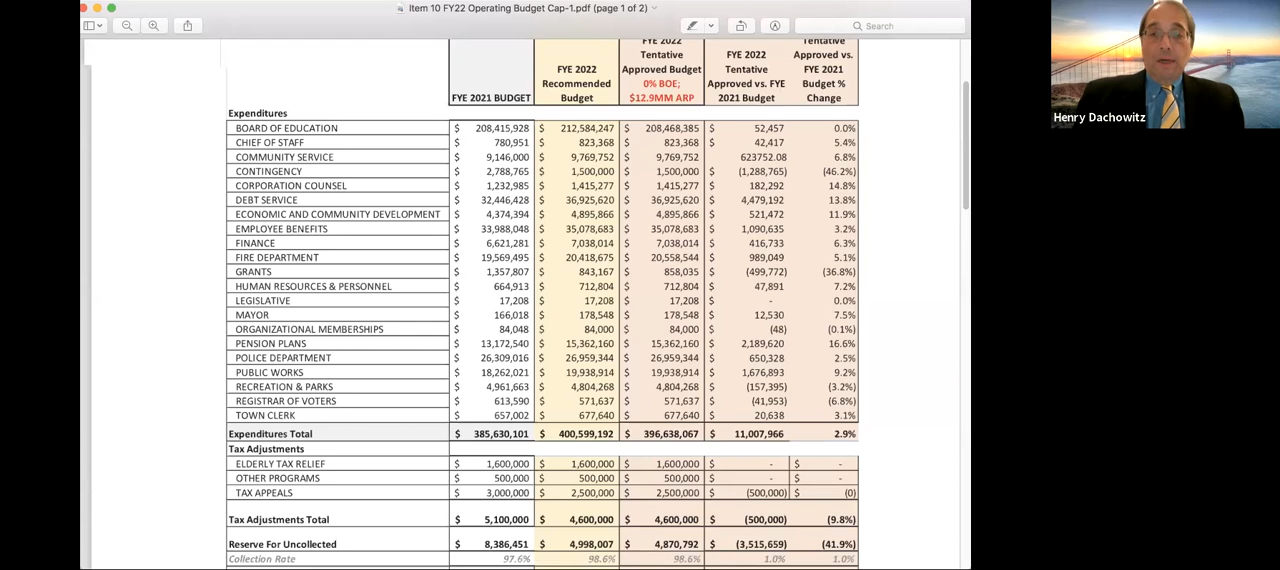 Item 10 FY22 Operating Budget Cap-1.pdf (page 1 of 2)
Search
FYE 2021 BUDGET FYE 2022 Recommended Budget FYE 2022 Tentative Approved Budget 0% BOE; $12.9MM ARP FYE 2022 Tentative Approved vs. FYE 2021 Budget Tentative Approved vs. FYE 2021 Budget % Change
Expenditures
BOARD OF EDUCATION $ 208,415,928 $ 212,584,247 $ 208,468,385 $ 52,457 0.0%
CHIEF OF STAFF $ 780,951 $ 823,368 $ 823,368 $ 42,417 5.4%
COMMUNITY SERVICE $ 9,146,000 $ 9,769,752 $ 9,769,752 623752.08 6.8%
CONTINGENCY $ 2,788,765 $ 1,500,000 $ 1,500,000 $ (1,288,765) (46.2%)
CORPORATION COUNSEL $ 1,232,985 $ 1,415,277 $ 1,415,277 $ 182,292 14.8%
DEBT SERVICE $ 32,446,428 $ 36,925,620 $ 36,925,620 $ 4,479,192 13.8%
ECONOMIC AND COMMUNITY DEVELOPMENT $ 4,374,394 $ 4,895,866 $ 4,895,866 $ 521,472 11.9%
EMPLOYEE BENEFITS $ 33,988,048 $ 35,078,683 $ 35,078,683 $ 1,090,635 3.2%
FINANCE $ 6,621,281 $ 7,038,014 $ 7,038,014 $ 416,733 6.3%
FIRE DEPARTMENT $ 19,569,495 $ 20,418,675 $ 20,558,544 $ 989,049 5.1%
GRANTS $ 1,357,807 $ 843,167 $ 858,035 $ (499,772) (36.8%)
HUMAN RESOURCES & PERSONNEL $ 664,913 $ 712,804 $ 712,804 $ 47,891 7.2%
LEGISLATIVE $ 17,208 $ 17,208 $ 17,208 $ - 0.0%
MAYOR $ 166,018 $ 178,548 $ 178,548 $ 12,530 7.5%
ORGANIZATIONAL MEMBERSHIPS $ 84,048 $ 84,000 $ 84,000 $ (48) (0.1%)
PENSION PLANS $ 13,172,540 $ 15,362,160 $ 15,362,160 $ 2,189,620 16.6%
POLICE DEPARTMENT $ 26,309,016 $ 26,959,344 $ 26,959,344 $ 650,328 2.5%
PUBLIC WORKS $ 18,262,021 $ 19,938,914 $ 19,938,914 $ 1,676,893 9.2%
RECREATION & PARKS $ 4,961,663 $ 4,804,268 $ 4,804,268 $ (157,395) (3.2%)
REGISTRAR OF VOTERS $ 613,590 $ 571,637 $ 571,637 $ (41,953) (6.8%)
TOWN CLERK $ 657,002 $ 677,640 $ 677,640 $ 20,638 3.1%
Expenditures Total $ 385,630,101 $ 400,599,192 $ 396,638,067 $ 11,007,966 2.9%
Tax Adjustments
ELDERLY TAX RELIEF $ 1,600,000 $ 1,600,000 $ 1,600,000 $ - $ -
OTHER PROGRAMS $ 500,000 $ 500,000 $ 500,000 $ - $ -
TAX APPEALS $ 3,000,000 $ 2,500,000 $ 2,500,000 $ (500,000) $ (0)
Tax Adjustments Total $ 5,100,000 $ 4,600,000 $ 4,600,000 $ (500,000) (9.8%)
Reserve For Uncollected $ 8,386,451 $ 4,998,007 $ 4,870,792 $ (3,515,659) (41.9%)
Collection Rate 97.6% 98.6% 98.6% 1.0% 1.0%
Henry Dachowitz